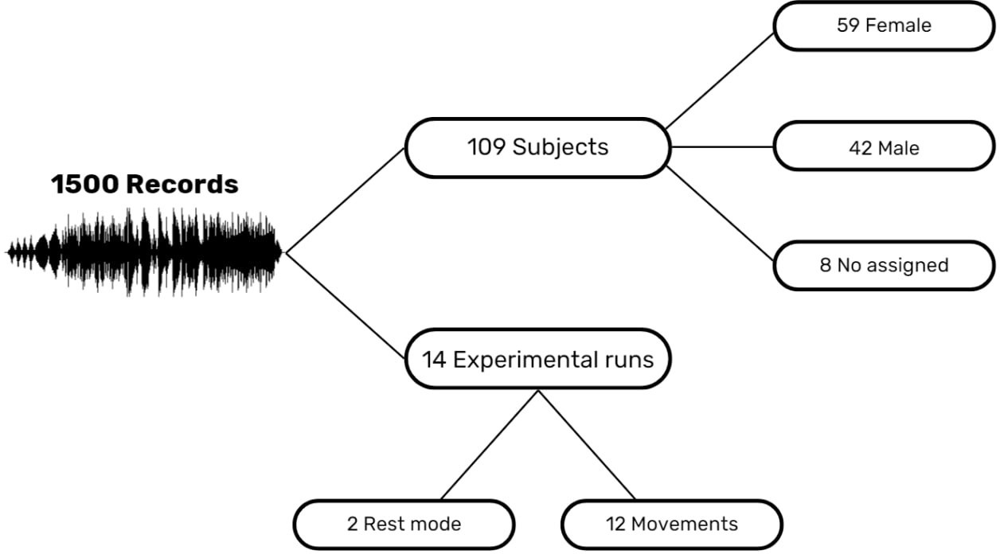 59 Female
109 Subjects
42 Male
1500 Records
8 No assigned
14 Experimental runs
2 Rest mode
12 Movements